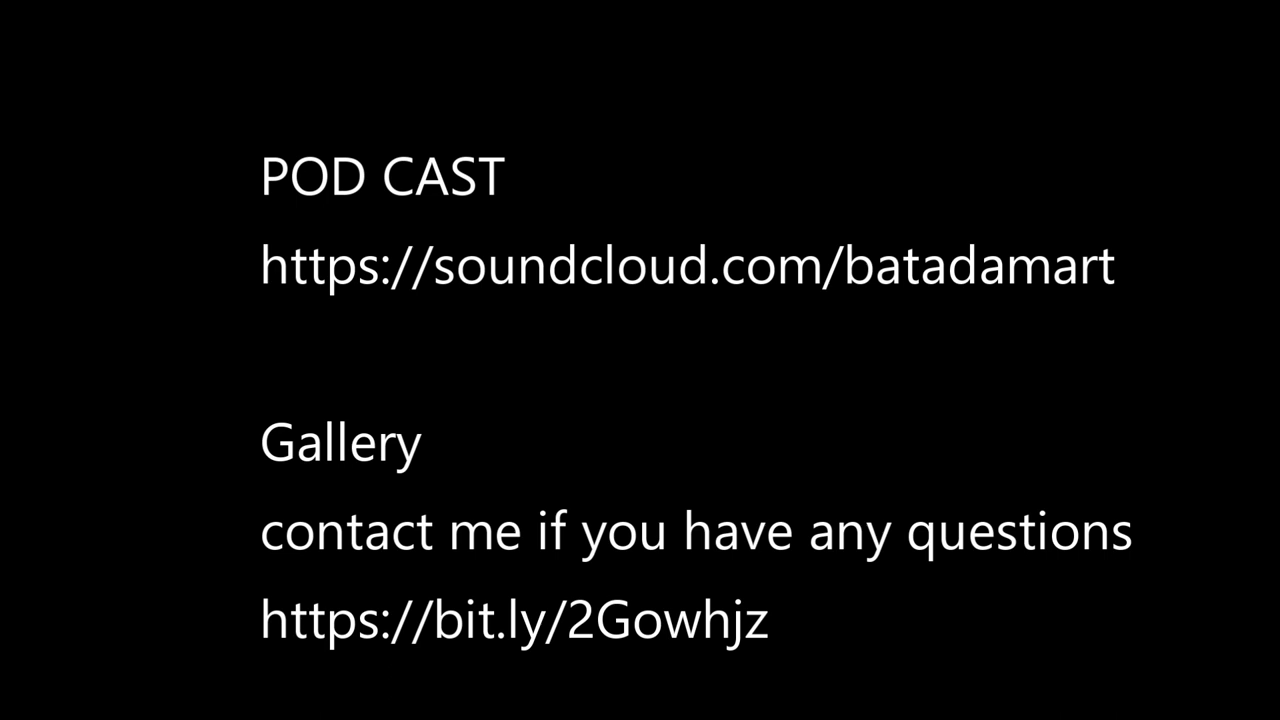 POD CAST
https://soundcloud.com/batadamart
Gallery
contact me if you have any questions
https://bit.ly/2Gowhjz